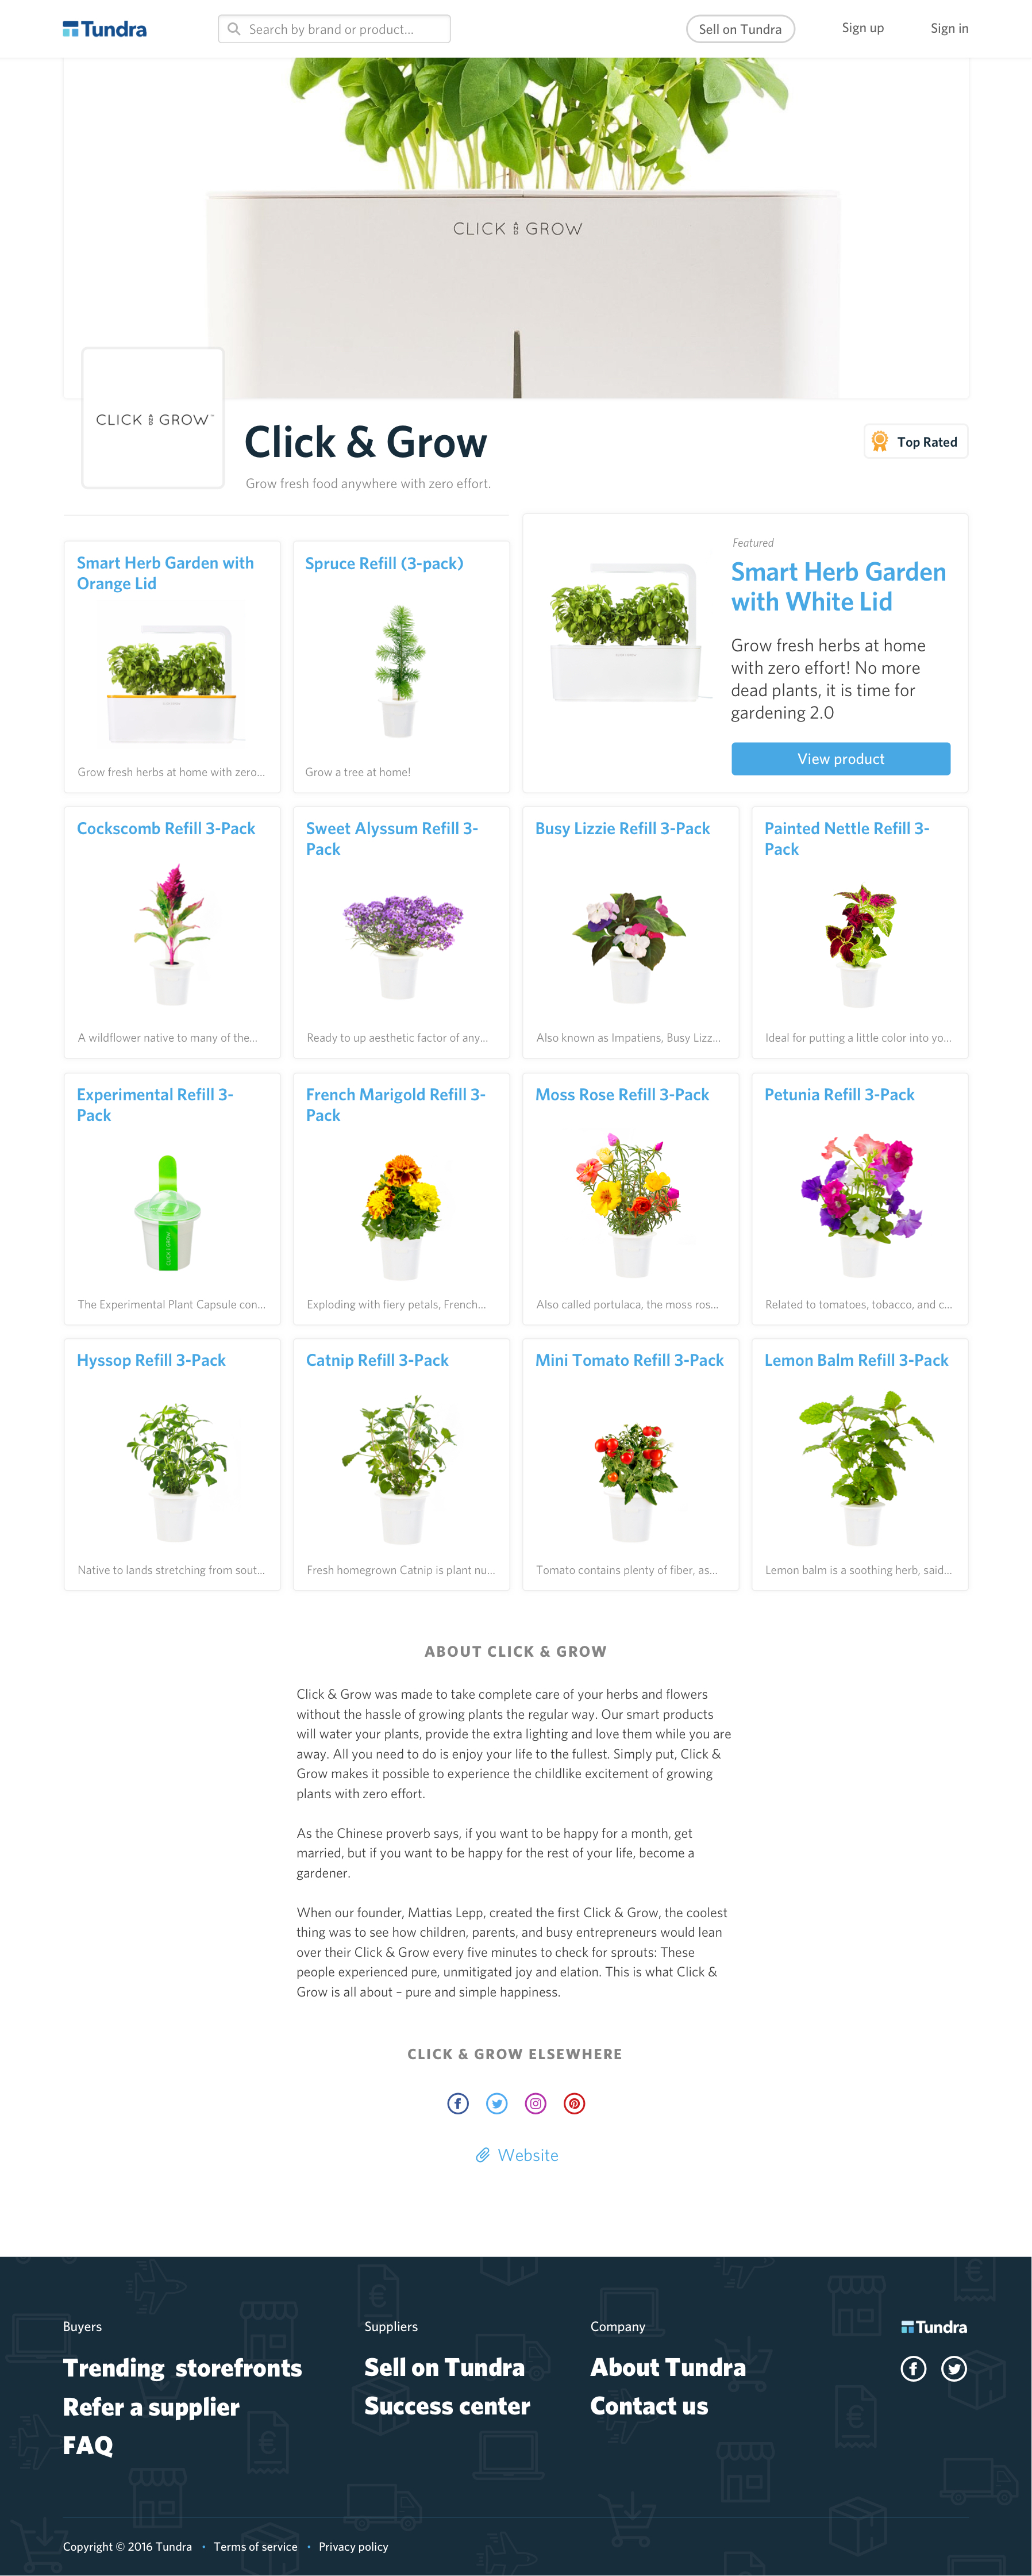 Tundra
Search by brand or product...
Sell on Tundra
Sign up
Sign in
CLICK & GROW
CLICK & GROW™
Click & Grow
Grow fresh food anywhere with zero effort.
Top Rated
Smart Herb Garden with
Orange Lid
Grow fresh herbs at home with zero...
Spruce Refill (3-pack)
Grow a tree at home!
Featured
Smart Herb Garden
with White Lid
Grow fresh herbs at home
with zero effort! No more
dead plants, it is time for
gardening 2.0
View product
Cockscomb Refill 3-Pack
A wildflower native to many of the...
Sweet Alyssum Refill 3-
Pack
Ready to up aesthetic factor of any...
Busy Lizzie Refill 3-Pack
Also known as Impatiens, Busy Lizz...
Painted Nettle Refill 3-
Pack
Ideal for putting a little color into yo...
Experimental Refill 3-
Pack
CLICK & GROW
The Experimental Plant Capsule con...
French Marigold Refill 3-
Pack
Exploding with fiery petals, French...
Moss Rose Refill 3-Pack
Also called portulaca, the moss ros...
Petunia Refill 3-Pack
Related to tomatoes, tobacco, and c...
Hyssop Refill 3-Pack
Native to lands stretching from sout...
Catnip Refill 3-Pack
Fresh homegrown Catnip is plant nu...
Mini Tomato Refill 3-Pack
Tomato contains plenty of fiber, as...
Lemon Balm Refill 3-Pack
Lemon balm is a soothing herb, said...
ABOUT CLICK & GROW
Click & Grow was made to take complete care of your herbs and flowers
without the hassle of growing plants the regular way. Our smart products
will water your plants, provide the extra lighting and love them while you are
away. All you need to do is enjoy your life to the fullest. Simply put, Click &
Grow makes it possible to experience the childlike excitement of growing
plants with zero effort.
As the Chinese proverb says, if you want to be happy for a month, get
married, but if you want to be happy for the rest of your life, become a
gardener.
When our founder, Mattias Lepp, created the first Click & Grow, the coolest
thing was to see how children, parents, and busy entrepreneurs would lean
over their Click & Grow every five minutes to check for sprouts: These
people experienced pure, unmitigated joy and elation. This is what Click &
Grow is all about – pure and simple happiness.
CLICK & GROW ELSEWHERE
Website
Buyers
Trending storefronts
Refer a supplier
FAQ
Suppliers
Sell on Tundra
Success center
Company
About Tundra
Contact us
Tundra
Copyright © 2016 Tundra • Terms of service • Privacy policy